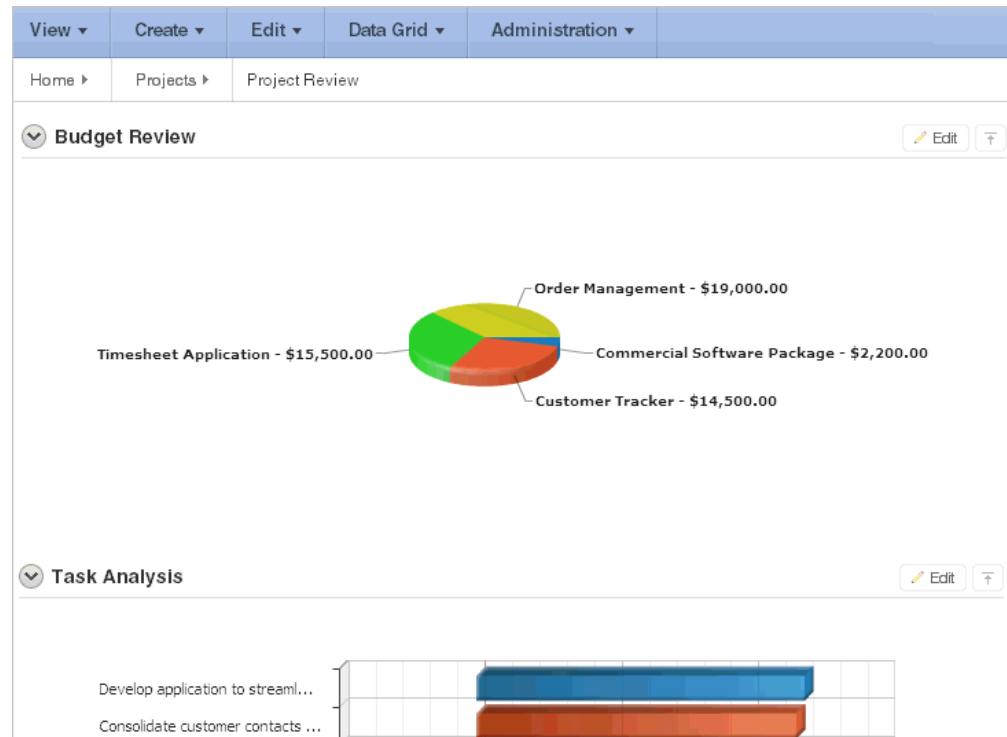 View Create Edit Data Grid Administration
Home Projects Project Review
Budget Review Edit
Order Management - $19,000.00
Timesheet Application - $15,500.00
Commercial Software Package - $2,200.00
Customer Tracker - $14,500.00
Task Analysis Edit
Develop application to streaml...
Consolidate customer contacts ...